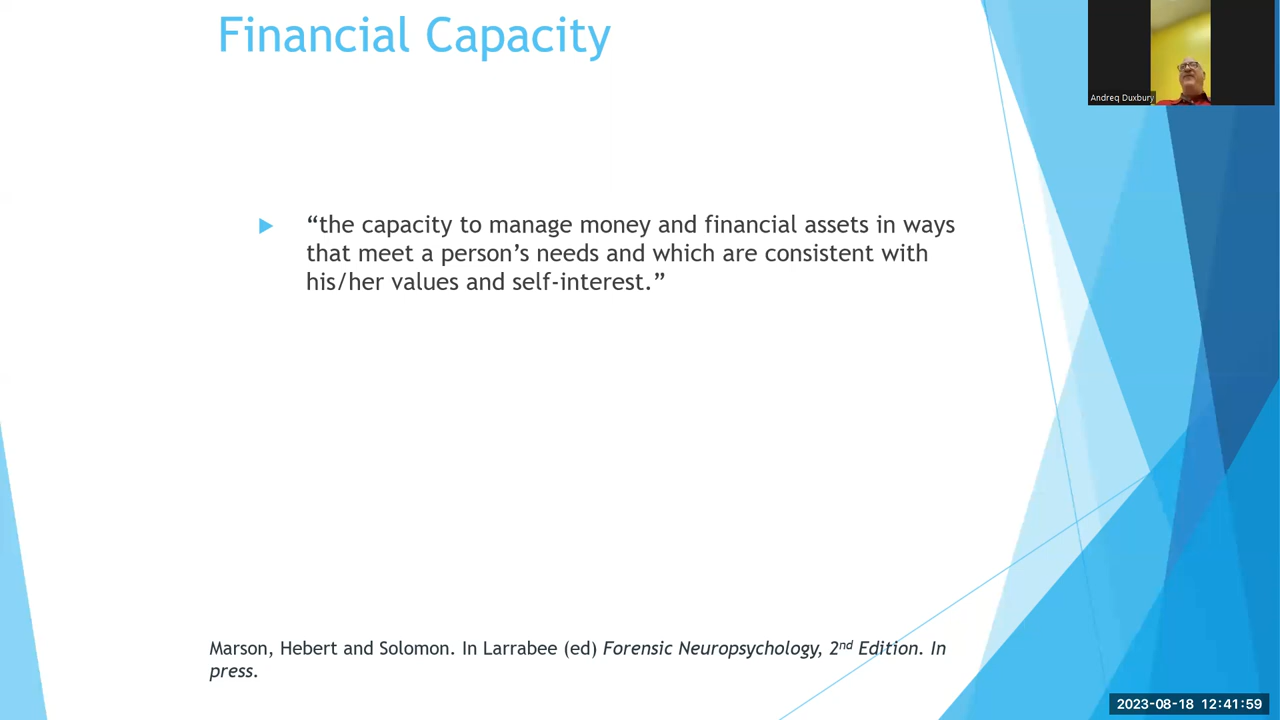 Financial Capacity
Andreq Duxbury
“the capacity to manage money and financial assets in ways
that meet a person’s needs and which are consistent with
his/her values and self-interest.”
Marson, Hebert and Solomon. In Larrabee (ed) Forensic Neuropsychology, 2nd Edition. In
press.
2023-08-18 12:41:59